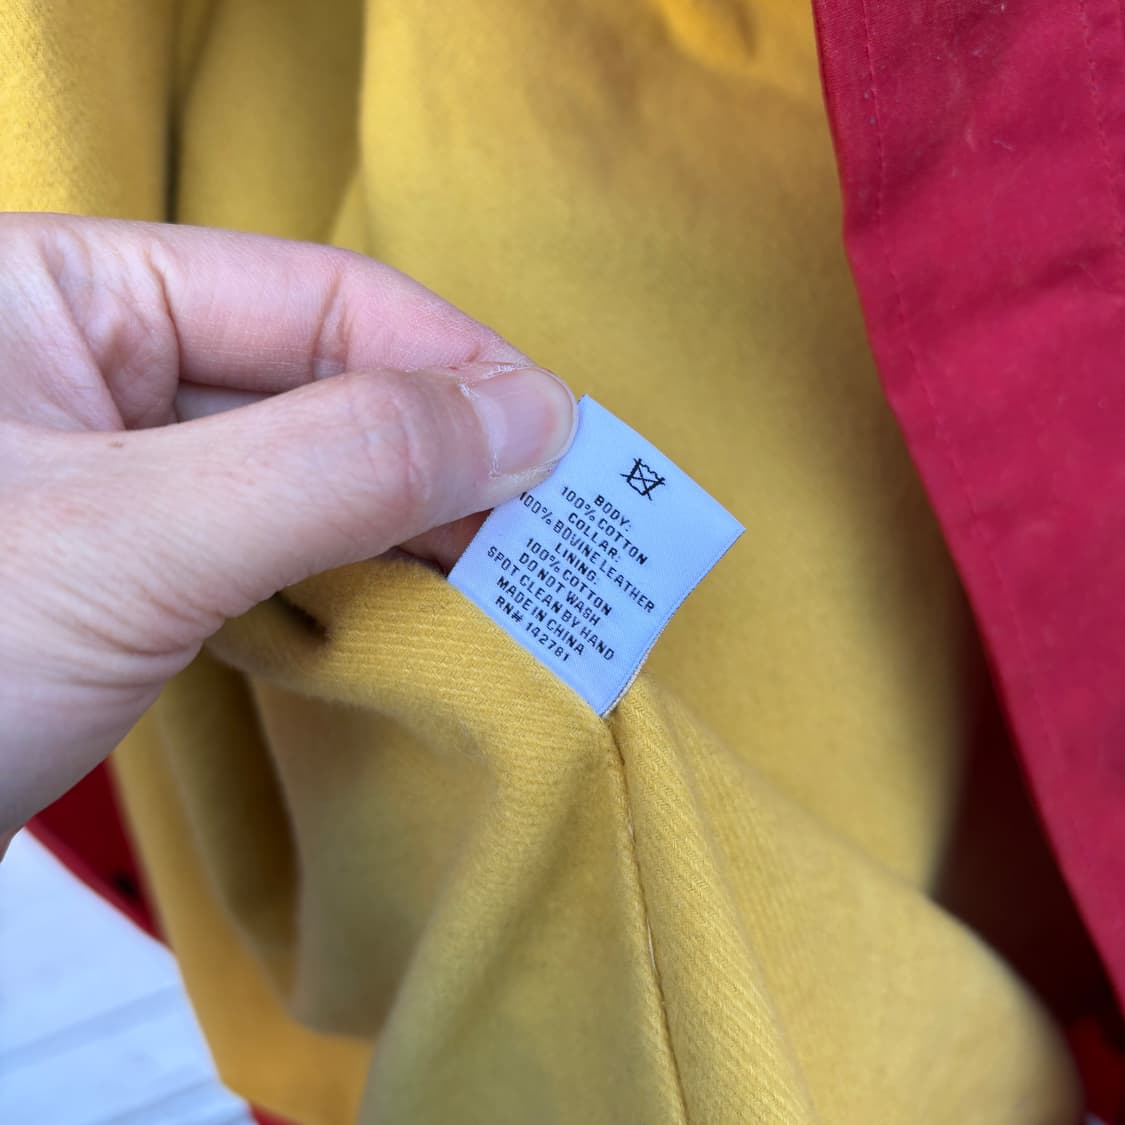 BODY:
100% COTTON
COLLAR:
100% BOVINE LEATHER
LINING:
100% COTTON
DO NOT WASH
SPOT CLEAN BY HAND
MADE IN CHINA
RN# 142781